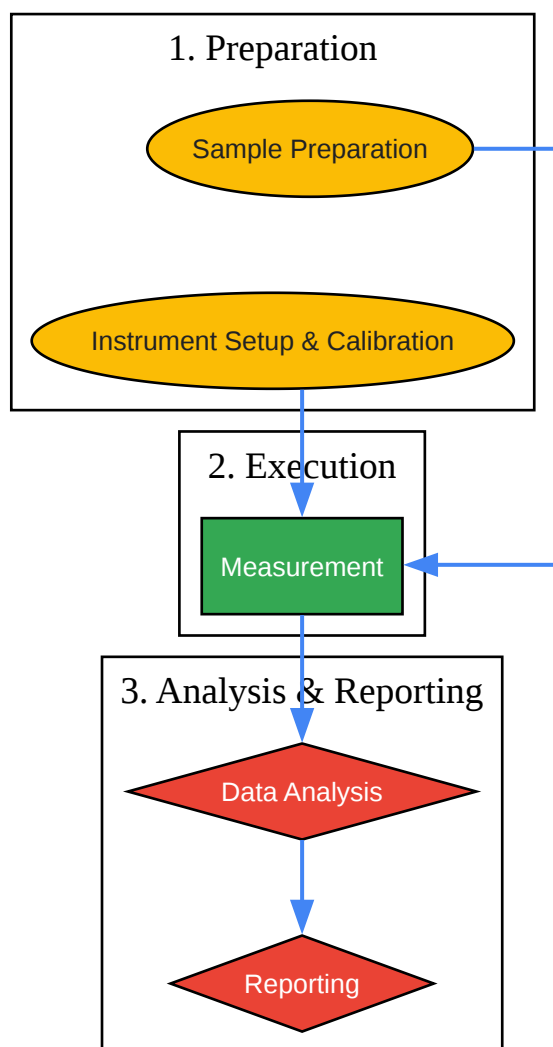 1. Preparation
Sample Preparation
Instrument Setup & Calibration
2. Execution
Measurement
3. Analysis & Reporting
Data Analysis
Reporting